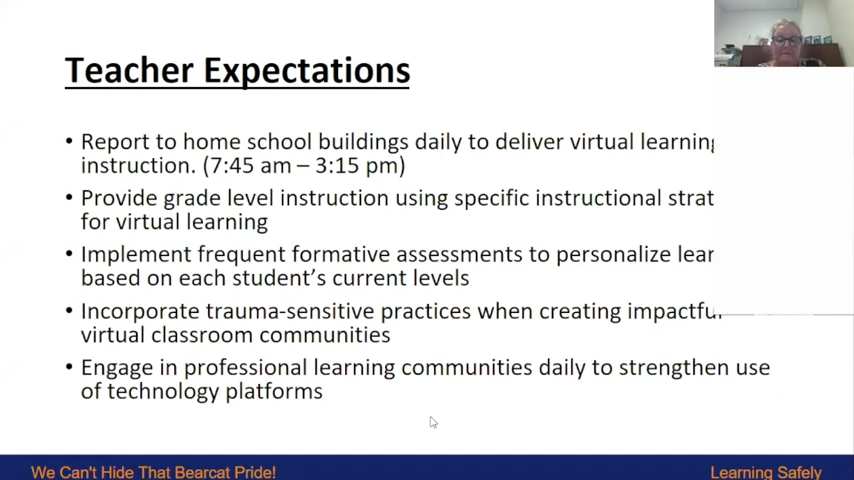 Teacher Expectations
• Report to home school buildings daily to deliver virtual learning
instruction. (7:45 am – 3:15 pm)
• Provide grade level instruction using specific instructional strat
for virtual learning
• Implement frequent formative assessments to personalize lear
based on each student's current levels
• Incorporate trauma-sensitive practices when creating impactful
virtual classroom communities
• Engage in professional learning communities daily to strengthen use
of technology platforms
We Can't Hide That Bearcat Pride!
Learning Safely